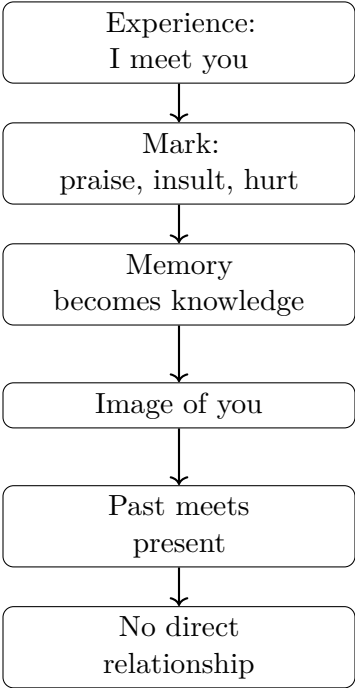 Experience:
I meet you
Mark:
praise, insult, hurt
Memory
becomes knowledge
Image of you
Past meets
present
No direct
relationship